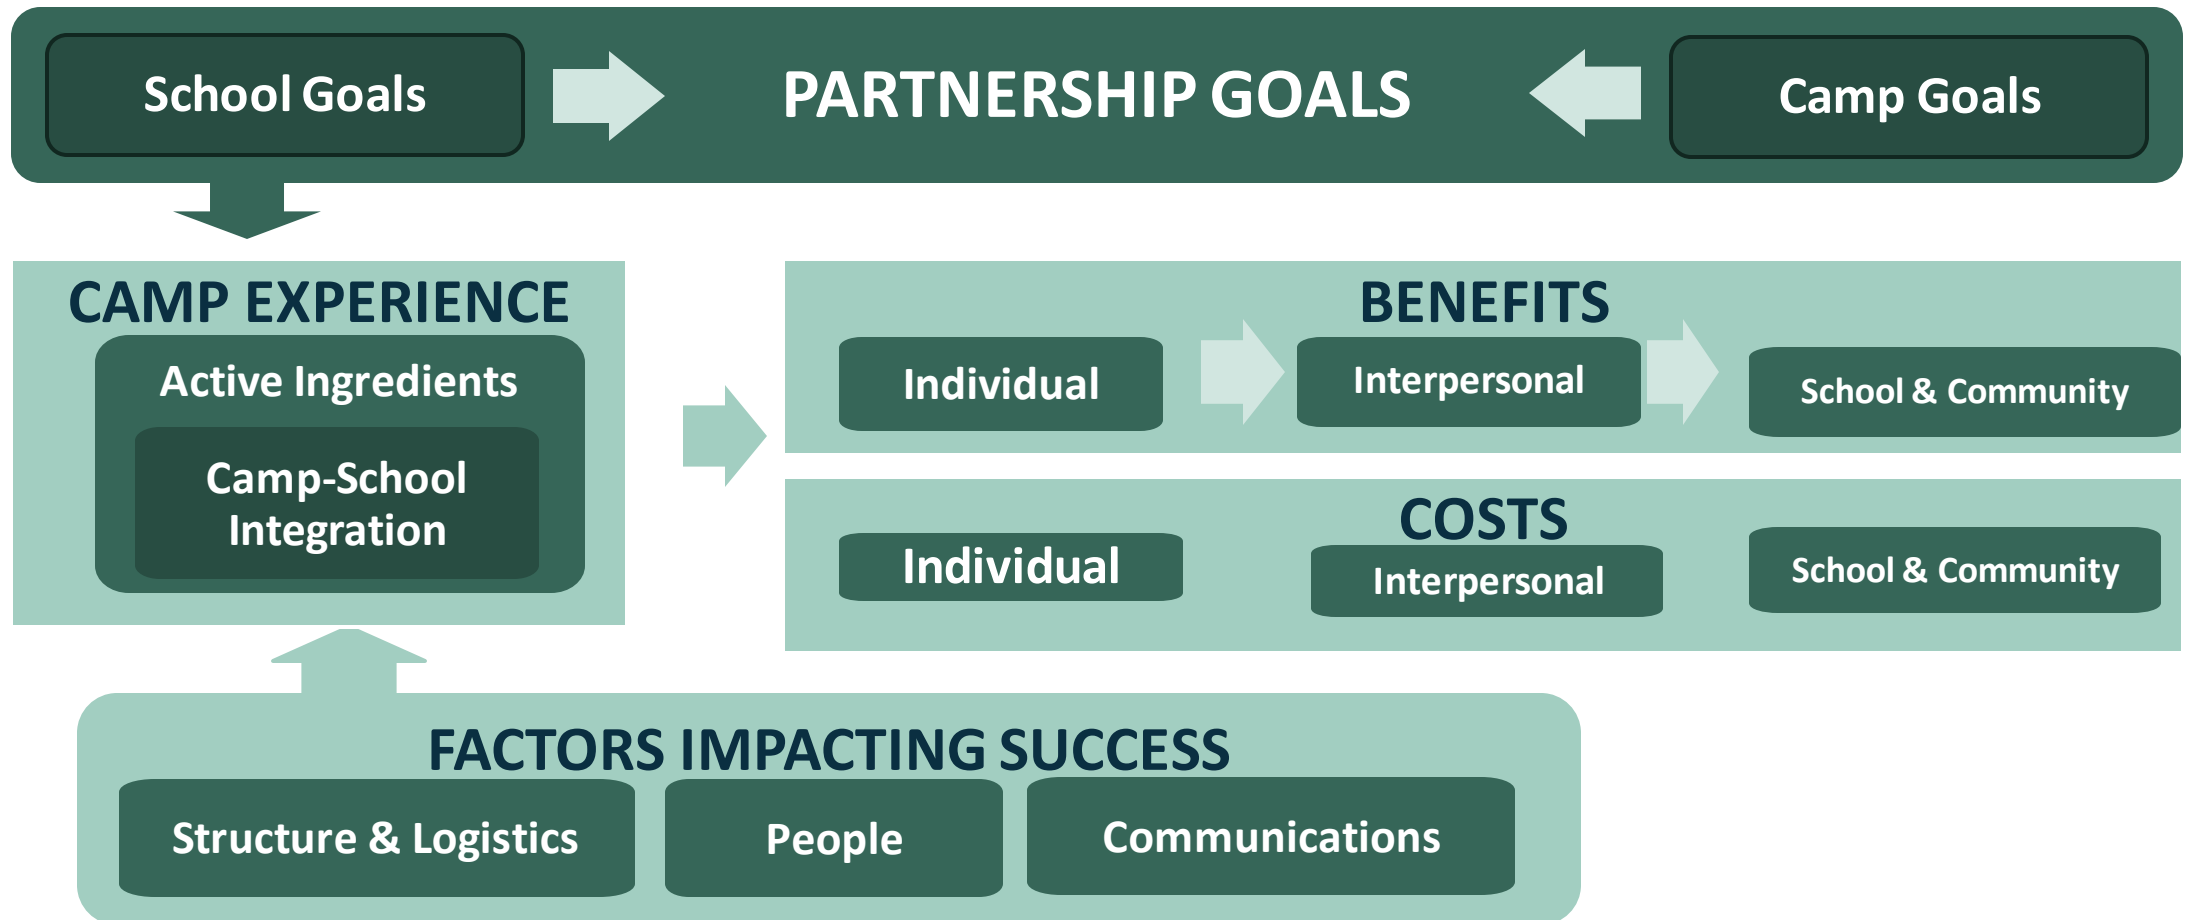 School Goals
PARTNERSHIP GOALS
Camp Goals
CAMP EXPERIENCE
Active Ingredients
Camp-School
Integration
BENEFITS
Individual
Interpersonal
School & Community
COSTS
Individual
Interpersonal
School & Community
FACTORS IMPACTING SUCCESS
Structure & Logistics
People
Communications